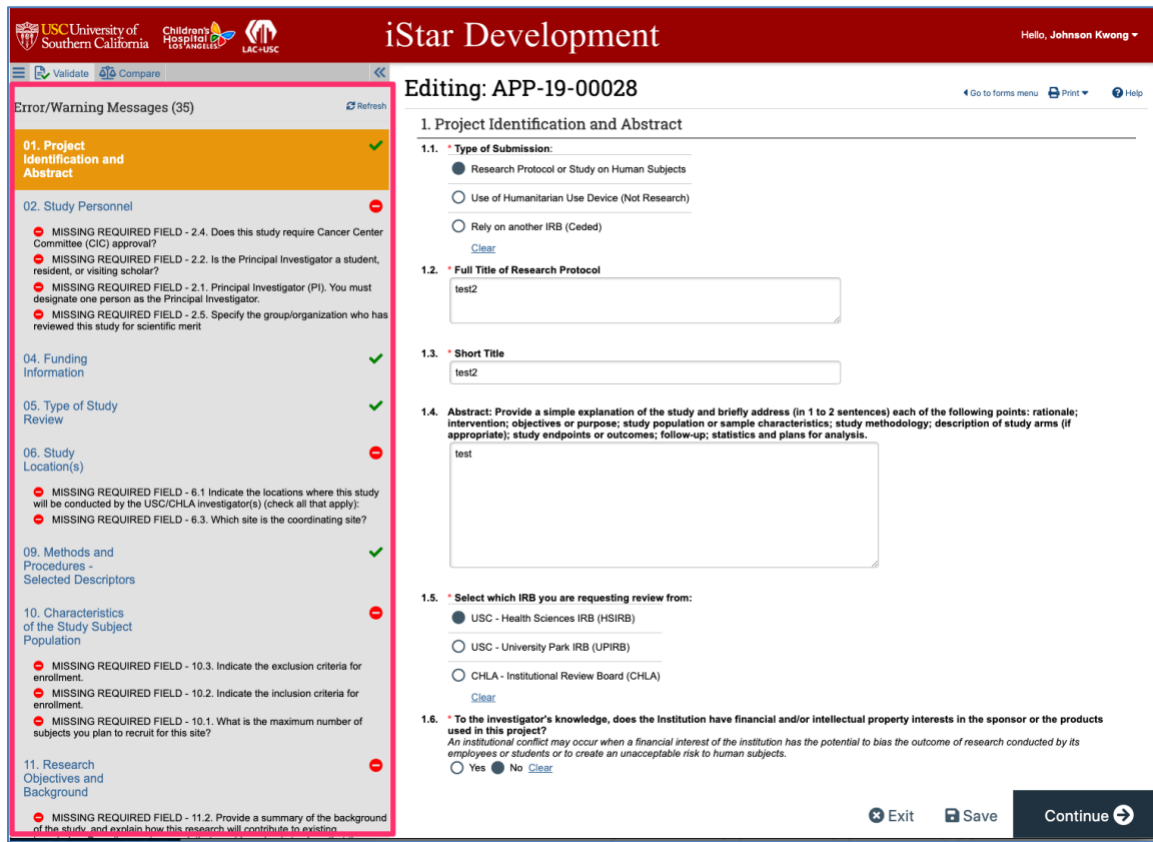 USC University of Southern California
Children's Hospital LOS ANGELES
LAC+USC
iStar Development
Hello, Johnson Kwong
Validate
Compare
Error/Warning Messages (35)
Refresh
01. Project
Identification and
Abstract
02. Study Personnel
MISSING REQUIRED FIELD - 2.4. Does this study require Cancer Center
Committee (CIC) approval?
MISSING REQUIRED FIELD - 2.2. Is the Principal Investigator a student,
resident, or visiting scholar?
MISSING REQUIRED FIELD - 2.1. Principal Investigator (PI). You must
designate one person as the Principal Investigator.
MISSING REQUIRED FIELD - 2.5. Specify the group/organization who has
reviewed this study for scientific merit
04. Funding
Information
05. Type of Study
Review
06. Study
Location(s)
MISSING REQUIRED FIELD - 6.1 Indicate the locations where this study
will be conducted by the USC/CHLA investigator(s) (check all that apply):
MISSING REQUIRED FIELD - 6.3. Which site is the coordinating site?
09. Methods and
Procedures -
Selected Descriptors
10. Characteristics
of the Study Subject
Population
MISSING REQUIRED FIELD - 10.3. Indicate the exclusion criteria for
enrollment.
MISSING REQUIRED FIELD - 10.2. Indicate the inclusion criteria for
enrollment.
MISSING REQUIRED FIELD - 10.1. What is the maximum number of
subjects you plan to recruit for this site?
11. Research
Objectives and
Background
MISSING REQUIRED FIELD - 11.2. Provide a summary of the background
of the study, and explain how this research will contribute to existing
Editing: APP-19-00028
Go to forms menu
Print
Help
1. Project Identification and Abstract
1.1. * Type of Submission:
Research Protocol or Study on Human Subjects
Use of Humanitarian Use Device (Not Research)
Rely on another IRB (Ceded)
Clear
1.2. * Full Title of Research Protocol
test2
1.3. * Short Title
test2
1.4. Abstract: Provide a simple explanation of the study and briefly address (in 1 to 2 sentences) each of the following points: rationale;
intervention; objectives or purpose; study population or sample characteristics; study methodology; description of study arms (if
appropriate); study endpoints or outcomes; follow-up; statistics and plans for analysis.
test
1.5. * Select which IRB you are requesting review from:
USC - Health Sciences IRB (HSIRB)
USC - University Park IRB (UPIRB)
CHLA - Institutional Review Board (CHLA)
Clear
1.6. * To the investigator's knowledge, does the Institution have financial and/or intellectual property interests in the sponsor or the products
used in this project?
An institutional conflict may occur when a financial interest of the institution has the potential to bias the outcome of research conducted by its
employees or students or to create an unacceptable risk to human subjects.
Yes No Clear
Exit
Save
Continue